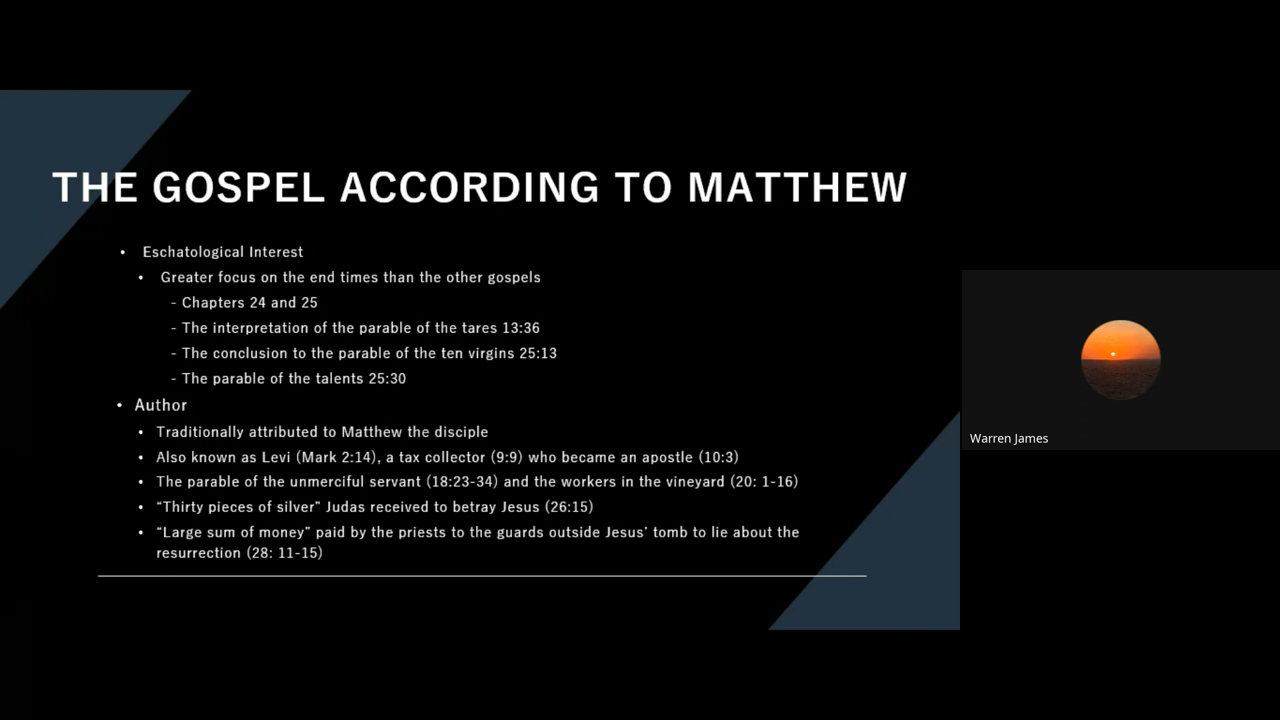 THE GOSPEL ACCORDING TO MATTHEW
• Eschatological Interest
• Greater focus on the end times than the other gospels
- Chapters 24 and 25
- The interpretation of the parable of the tares 13:36
- The conclusion to the parable of the ten virgins 25:13
- The parable of the talents 25:30
• Author
• Traditionally attributed to Matthew the disciple
• Also known as Levi (Mark 2:14), a tax collector (9:9) who became an apostle (10:3)
• The parable of the unmerciful servant (18:23-34) and the workers in the vineyard (20: 1-16)
• “Thirty pieces of silver” Judas received to betray Jesus (26:15)
• “Large sum of money” paid by the priests to the guards outside Jesus’ tomb to lie about the
resurrection (28: 11-15)
Warren James